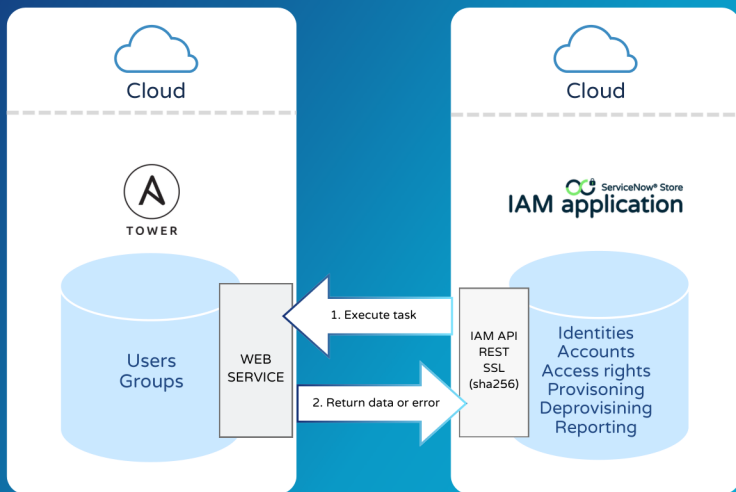 Cloud
TOWER
Users
Groups
WEB
SERVICE
1. Execute task
2. Return data or error
Cloud
ServiceNow® Store
IAM application
IAM API
REST
SSL
(sha256)
Identities
Accounts
Access rights
Provisoning
Deprovisining
Reporting